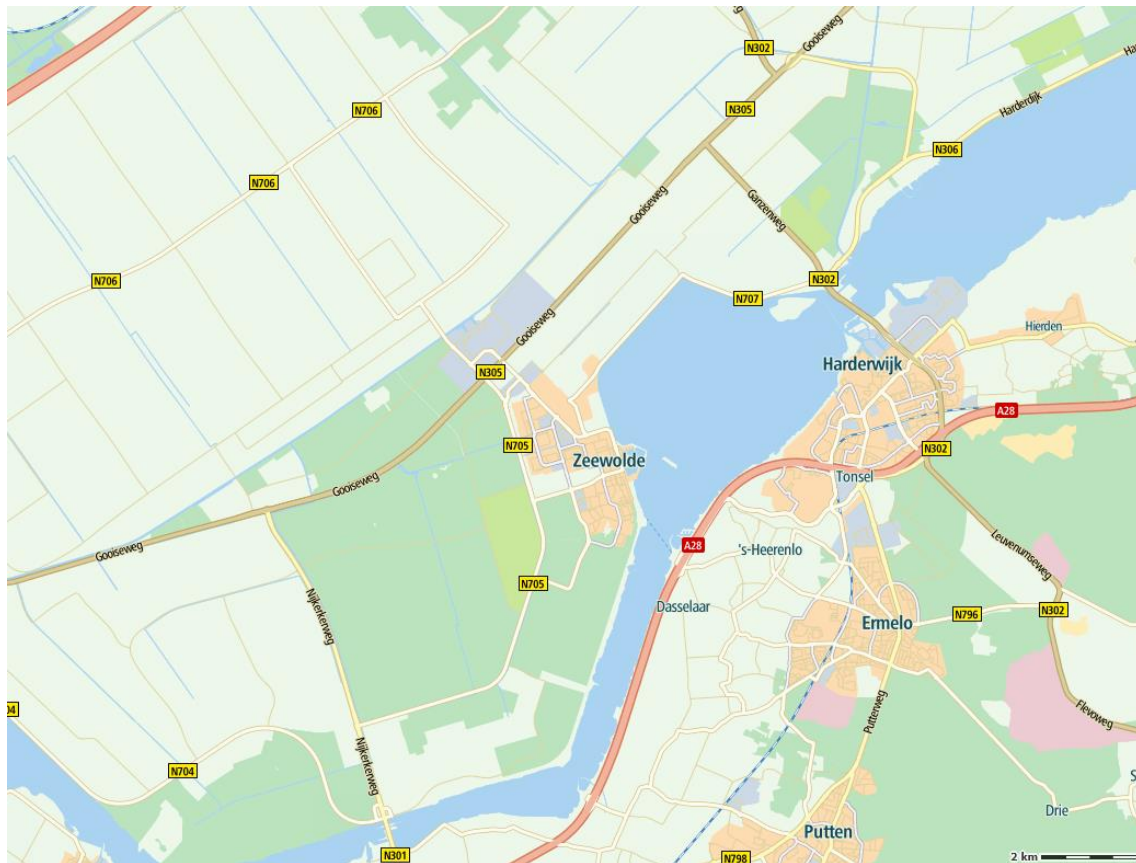 N302
Gooiseweg
Harderdijk
N706
N305
N306
N706
Gooiseweg
Ganzenweg
N706
N302
N707
Gooiseweg
Hierden
Harderwijk
N305
A28
N705
N302
Zeewolde
Tonsel
Gooiseweg
A28
's-Heerenlo
Leuvenumseweg
Gooiseweg
N705
Nijkerkerweg
Dasselaar
Ermelo
N796
N302
Putterweg
Flevoweg
Nijkerkerweg
N704
Drie
Putten
N301
N798
2 km